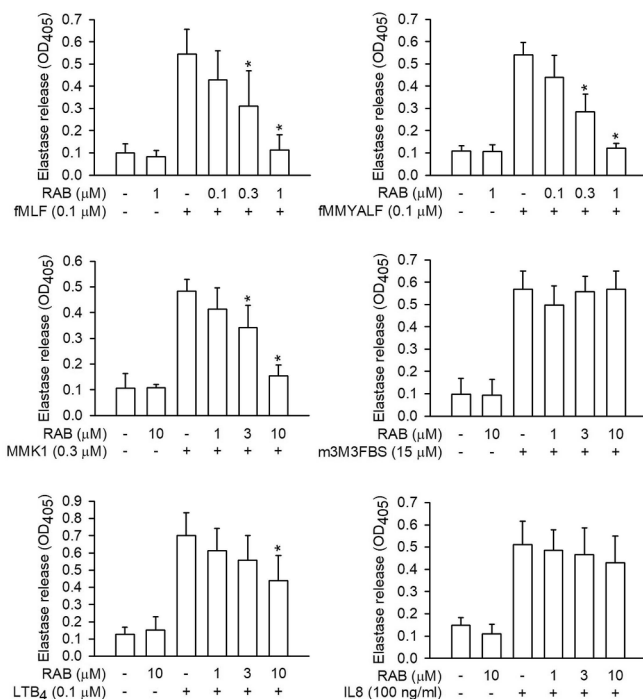 Elastase release (OD405)
0.7
0.6
0.5
0.4
0.3
0.2
0.1
0.0
* *
RAB (μM) - 1 - 0.1 0.3 1
fMLF (0.1 μM) - - + + + +
Elastase release (OD405)
0.7
0.6
0.5
0.4
0.3
0.2
0.1
0.0
* *
RAB (μM) - 1 - 0.1 0.3 1
fMMYALF (0.1 μM) - - + + + +
Elastase release (OD405)
0.6
0.5
0.4
0.3
0.2
0.1
0.0
* *
RAB (μM) - 10 - 1 3 10
MMK1 (0.3 μM) - - + + + +
Elastase release (OD405)
0.7
0.6
0.5
0.4
0.3
0.2
0.1
0.0
RAB (μM) - 10 - 1 3 10
m3M3FBS (15 μM) - - + + + +
Elastase release (OD405)
0.9
0.8
0.7
0.6
0.5
0.4
0.3
0.2
0.1
0.0
*
RAB (μM) - 10 - 1 3 10
LTB4 (0.1 μM) - - + + + +
Elastase release (OD405)
0.7
0.6
0.5
0.4
0.3
0.2
0.1
0.0
RAB (μM) - 10 - 1 3 10
IL8 (100 ng/ml) - - + + + +